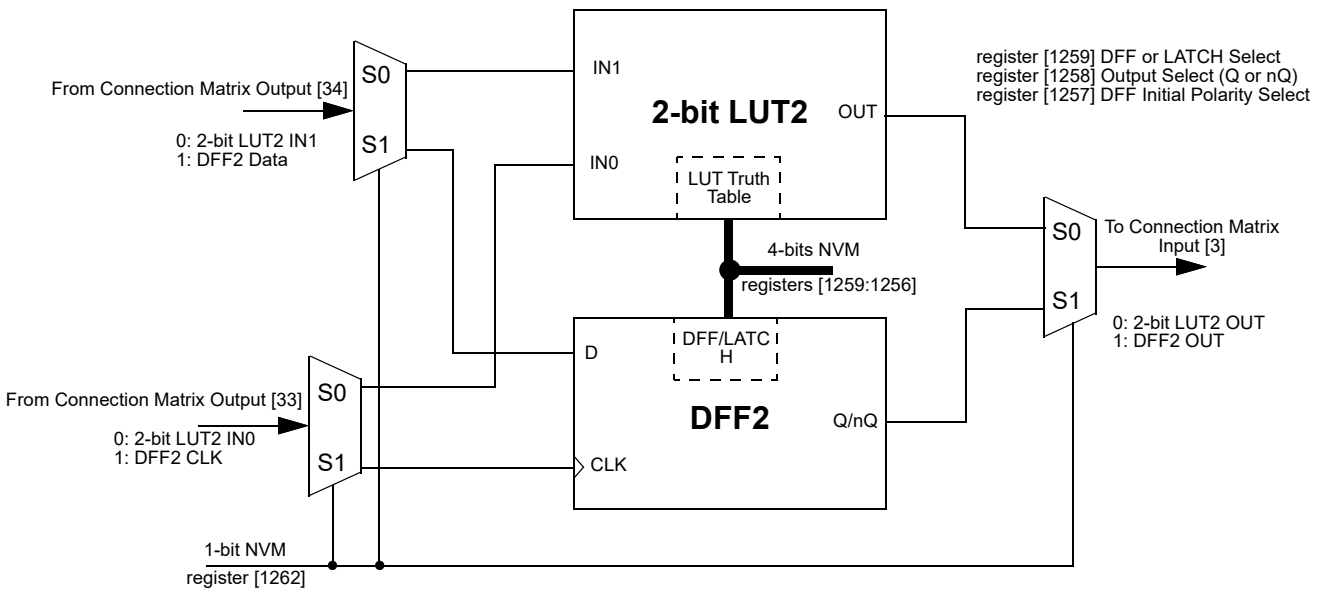 register [1259] DFF or LATCH Select
register [1258] Output Select (Q or nQ)
register [1257] DFF Initial Polarity Select
From Connection Matrix Output [34]
0: 2-bit LUT2 IN1
1: DFF2 Data
S0
S1
IN1
IN0
2-bit LUT2
OUT
LUT Truth
Table
4-bits NVM
registers [1259:1256]
S0
S1
To Connection Matrix
Input [3]
0: 2-bit LUT2 OUT
1: DFF2 OUT
DFF/LATC
H
D
DFF2
Q/nQ
CLK
From Connection Matrix Output [33]
0: 2-bit LUT2 IN0
1: DFF2 CLK
S0
S1
1-bit NVM
register [1262]